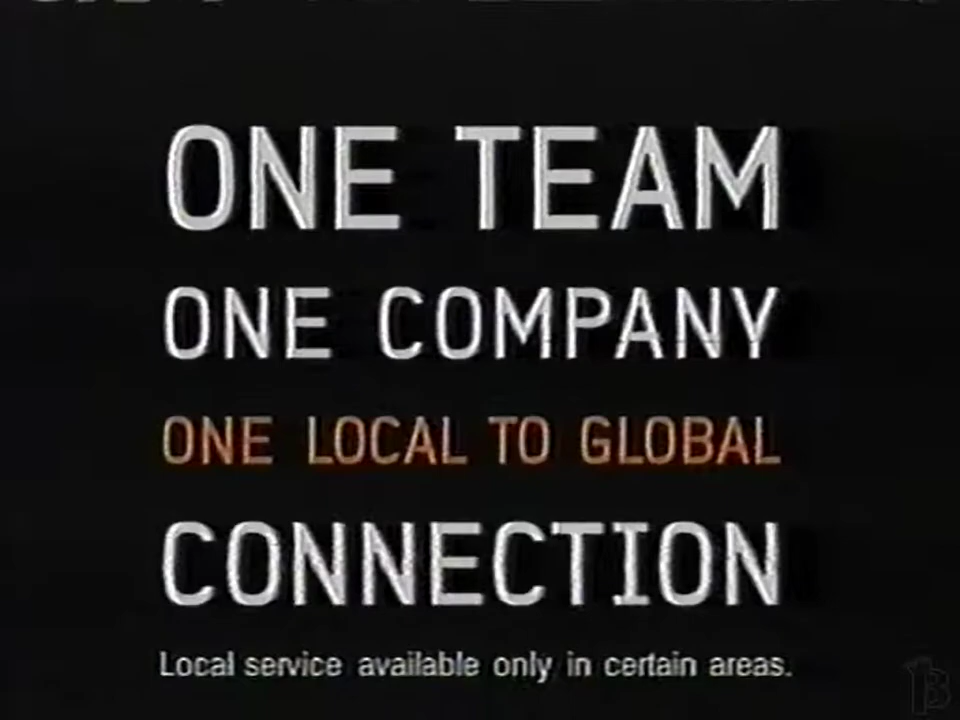 ONE TEAM
ONE COMPANY
ONE LOCAL TO GLOBAL
CONNECTION
Local service available only in certain areas.